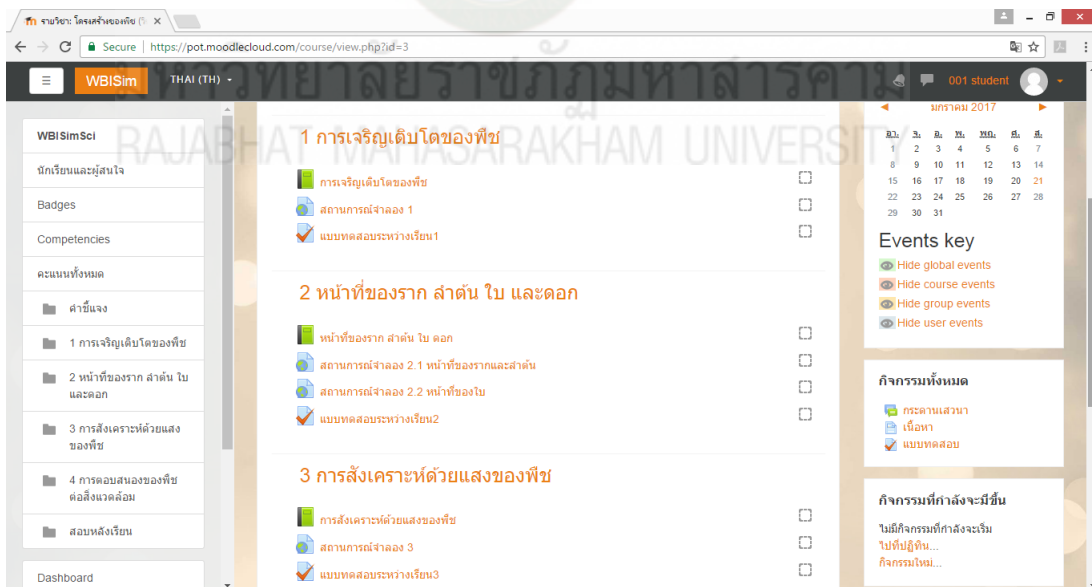 รายวิชา: โครงสร้างของพืช (
Secure | https://pot.moodlecloud.com/course/view.php?id=3
WBISim
THAI (TH)
001 student
มหาวิทยาลัยราชภัฏมหาสารคาม
RAJABHAT MAHASARAKHAM UNIVERSITY
WBISimSci
นักเรียนและผู้สนใจ
Badges
Competencies
คะแนนทั้งหมด
คำชี้แจง
1 การเจริญเติบโตของพืช
2 หน้าที่ของราก ลำต้น ใบ
และดอก
3 การสังเคราะห์ด้วยแสง
ของพืช
4 การตอบสนองของพืช
ต่อสิ่งแวดล้อม
สอบหลังเรียน
Dashboard
1 การเจริญเติบโตของพืช
การเจริญเติบโตของพืช
สถานการณ์จำลอง 1
แบบทดสอบระหว่างเรียน1
2 หน้าที่ของราก ลำต้น ใบ และดอก
หน้าที่ของราก ลำต้น ใบ ดอก
สถานการณ์จำลอง 2.1 หน้าที่ของรากและลำต้น
สถานการณ์จำลอง 2.2 หน้าที่ของใบ
แบบทดสอบระหว่างเรียน2
3 การสังเคราะห์ด้วยแสงของพืช
การสังเคราะห์ด้วยแสงของพืช
สถานการณ์จำลอง 3
แบบทดสอบระหว่างเรียน3
มกราคม 2017
อา. จ. อ. พ. พฤ. ศ. ส.
1 2 3 4 5 6 7
8 9 10 11 12 13 14
15 16 17 18 19 20 21
22 23 24 25 26 27 28
29 30 31
Events key
Hide global events
Hide course events
Hide group events
Hide user events
กิจกรรมทั้งหมด
กระดานเสวนา
เนื้อหา
แบบทดสอบ
กิจกรรมที่กำลังจะมีขึ้น
ไม่มีกิจกรรมที่กำลังจะเริ่ม
ไปที่ปฏิทิน...
กิจกรรมใหม่...